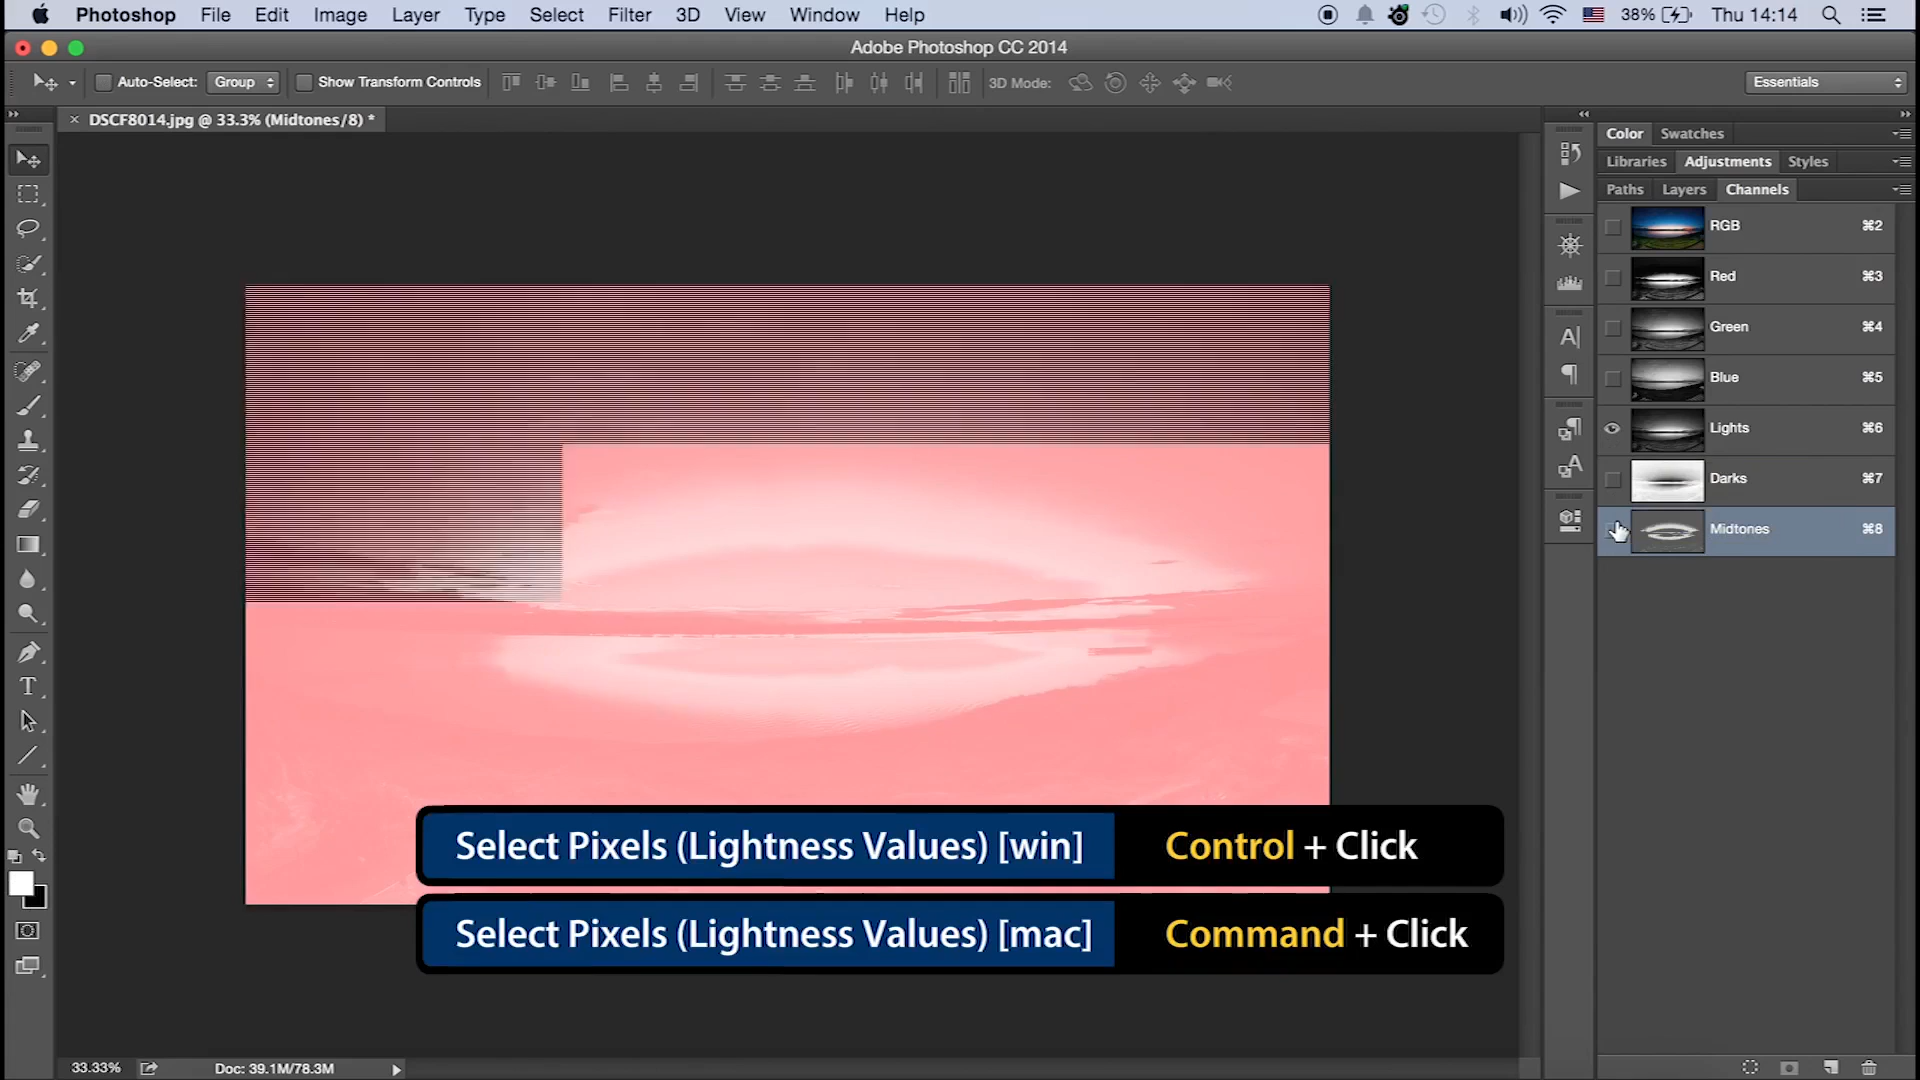 Photoshop File Edit Image Layer Type Select Filter 3D View Window Help 38% Thu 14:14
Adobe Photoshop CC 2014
Auto-Select: Group Show Transform Controls 3D Mode: Essentials
× DSCF8014.jpg @ 33.3% (Midtones/8) *
Color Swatches
Libraries Adjustments Styles
Paths Layers Channels
RGB ⌘2
Red ⌘3
Green ⌘4
Blue ⌘5
Lights ⌘6
Darks ⌘7
Midtones ⌘8
Select Pixels (Lightness Values) [win] Control + Click
Select Pixels (Lightness Values) [mac] Command + Click
33.33% Doc: 39.1M/78.3M